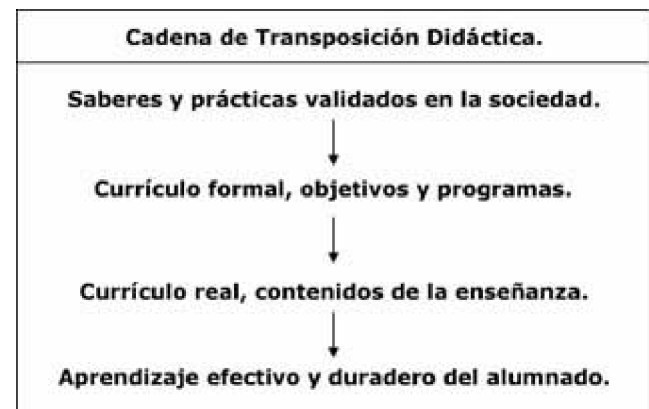 Cadena de Transposición Didáctica.
Saberes y prácticas validados en la sociedad.
Currículo formal, objetivos y programas.
Currículo real, contenidos de la enseñanza.
Aprendizaje efectivo y duradero del alumnado.